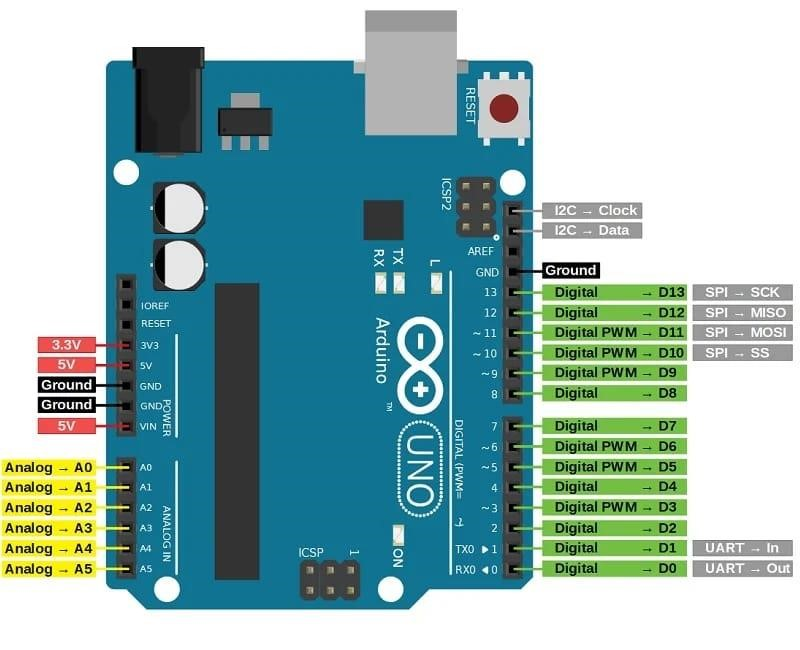 RESET
ICSP2
I2C → Clock
I2C → Data
AREF
GND
Ground
RX
TX
L
13
Digital → D13
SPI → SCK
12
Digital → D12
SPI → MISO
~11
Digital PWM → D11
SPI → MOSI
~10
Digital PWM → D10
SPI → SS
~9
Digital PWM → D9
8
Digital → D8
7
Digital → D7
~6
Digital PWM → D6
~5
Digital PWM → D5
4
Digital → D4
~3
Digital PWM → D3
2
Digital → D2
TX0 ▶ 1
Digital → D1
UART → In
RX0 ◀ 0
Digital → D0
UART → Out
DIGITAL (PWM=
~)
Arduino
TM
UNO
ON
ICSP
1
IOREF
RESET
3.3V
3V3
5V
5V
Ground
GND
Ground
GND
5V
VIN
POWER
Analog → A0
A0
Analog → A1
A1
Analog → A2
A2
Analog → A3
A3
Analog → A4
A4
Analog → A5
A5
ANALOG IN